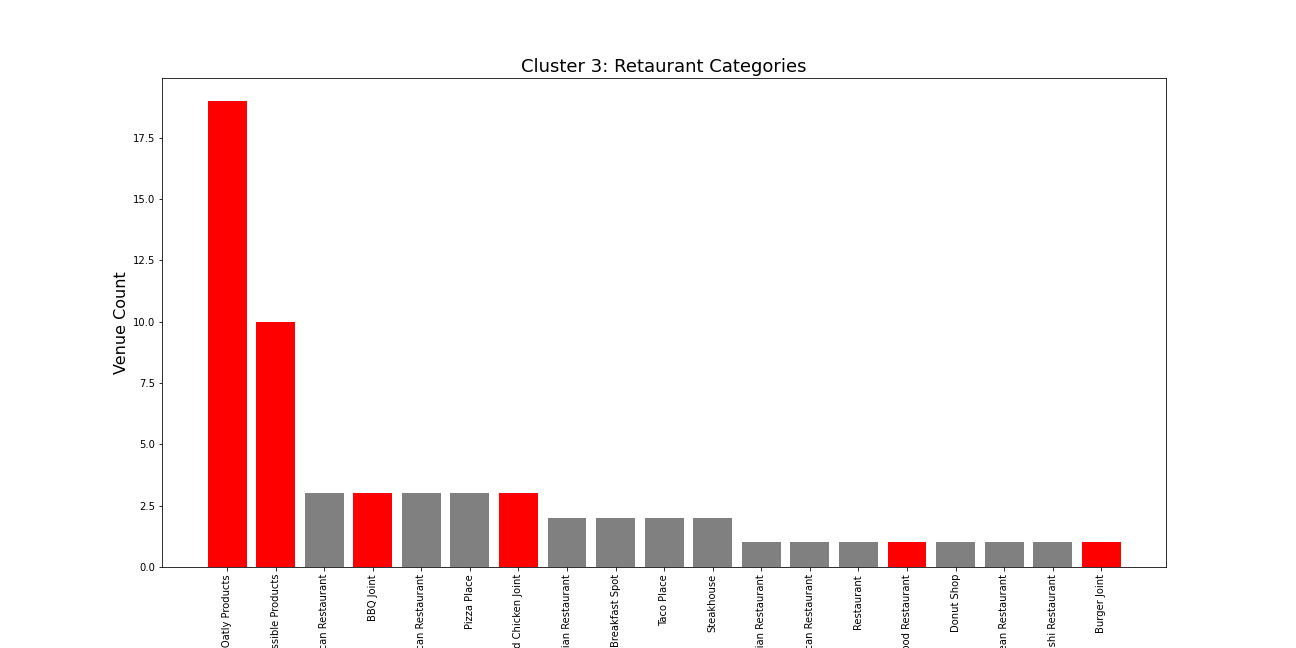 Cluster 3: Retaurant Categories
Venue Count
17.5
15.0
12.5
10.0
7.5
5.0
2.5
0.0
Oatly Products
ssible Products
can Restaurant
BBQ Joint
can Restaurant
Pizza Place
d Chicken Joint
ian Restaurant
Breakfast Spot
Taco Place
Steakhouse
ian Restaurant
can Restaurant
Restaurant
ood Restaurant
Donut Shop
ean Restaurant
shi Restaurant
Burger Joint